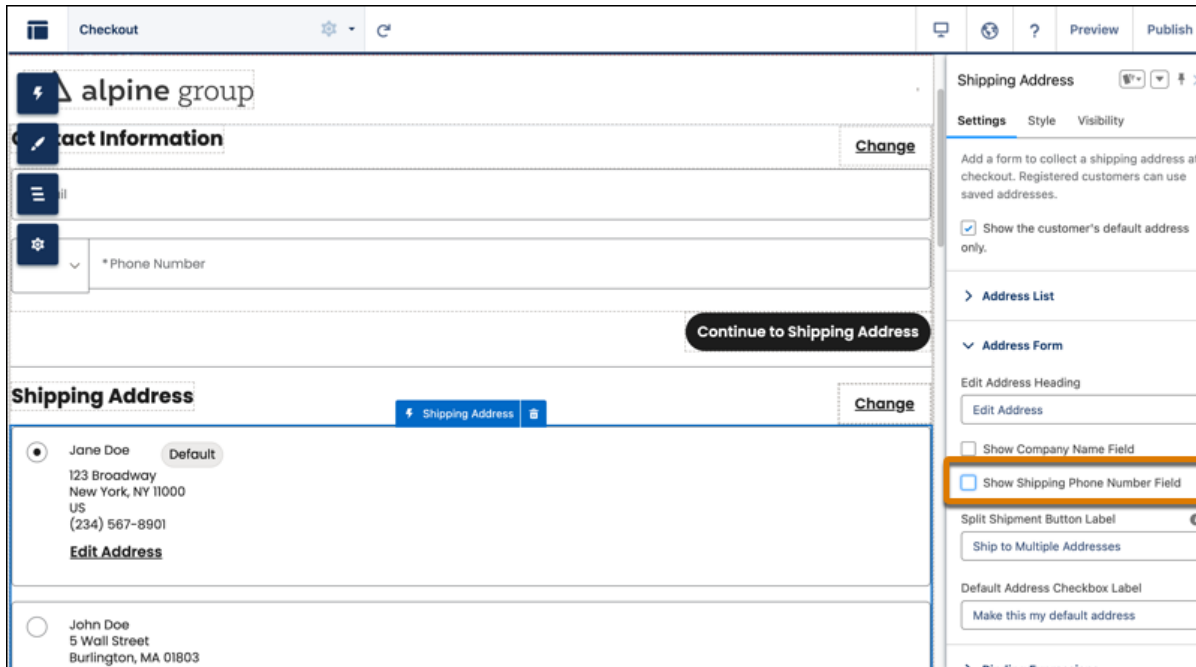 Checkout
?
Preview
Publish
alpine group
Contact Information
Change
*Phone Number
Continue to Shipping Address
Shipping Address
Change
Shipping Address
Jane Doe
Default
123 Broadway
New York, NY 11000
US
(234) 567-8901
Edit Address
John Doe
5 Wall Street
Burlington, MA 01803
Shipping Address
Settings
Style
Visibility
Add a form to collect a shipping address at
checkout. Registered customers can use
saved addresses.
Show the customer's default address
only.
Address List
Address Form
Edit Address Heading
Edit Address
Show Company Name Field
Show Shipping Phone Number Field
Split Shipment Button Label
Ship to Multiple Addresses
Default Address Checkbox Label
Make this my default address